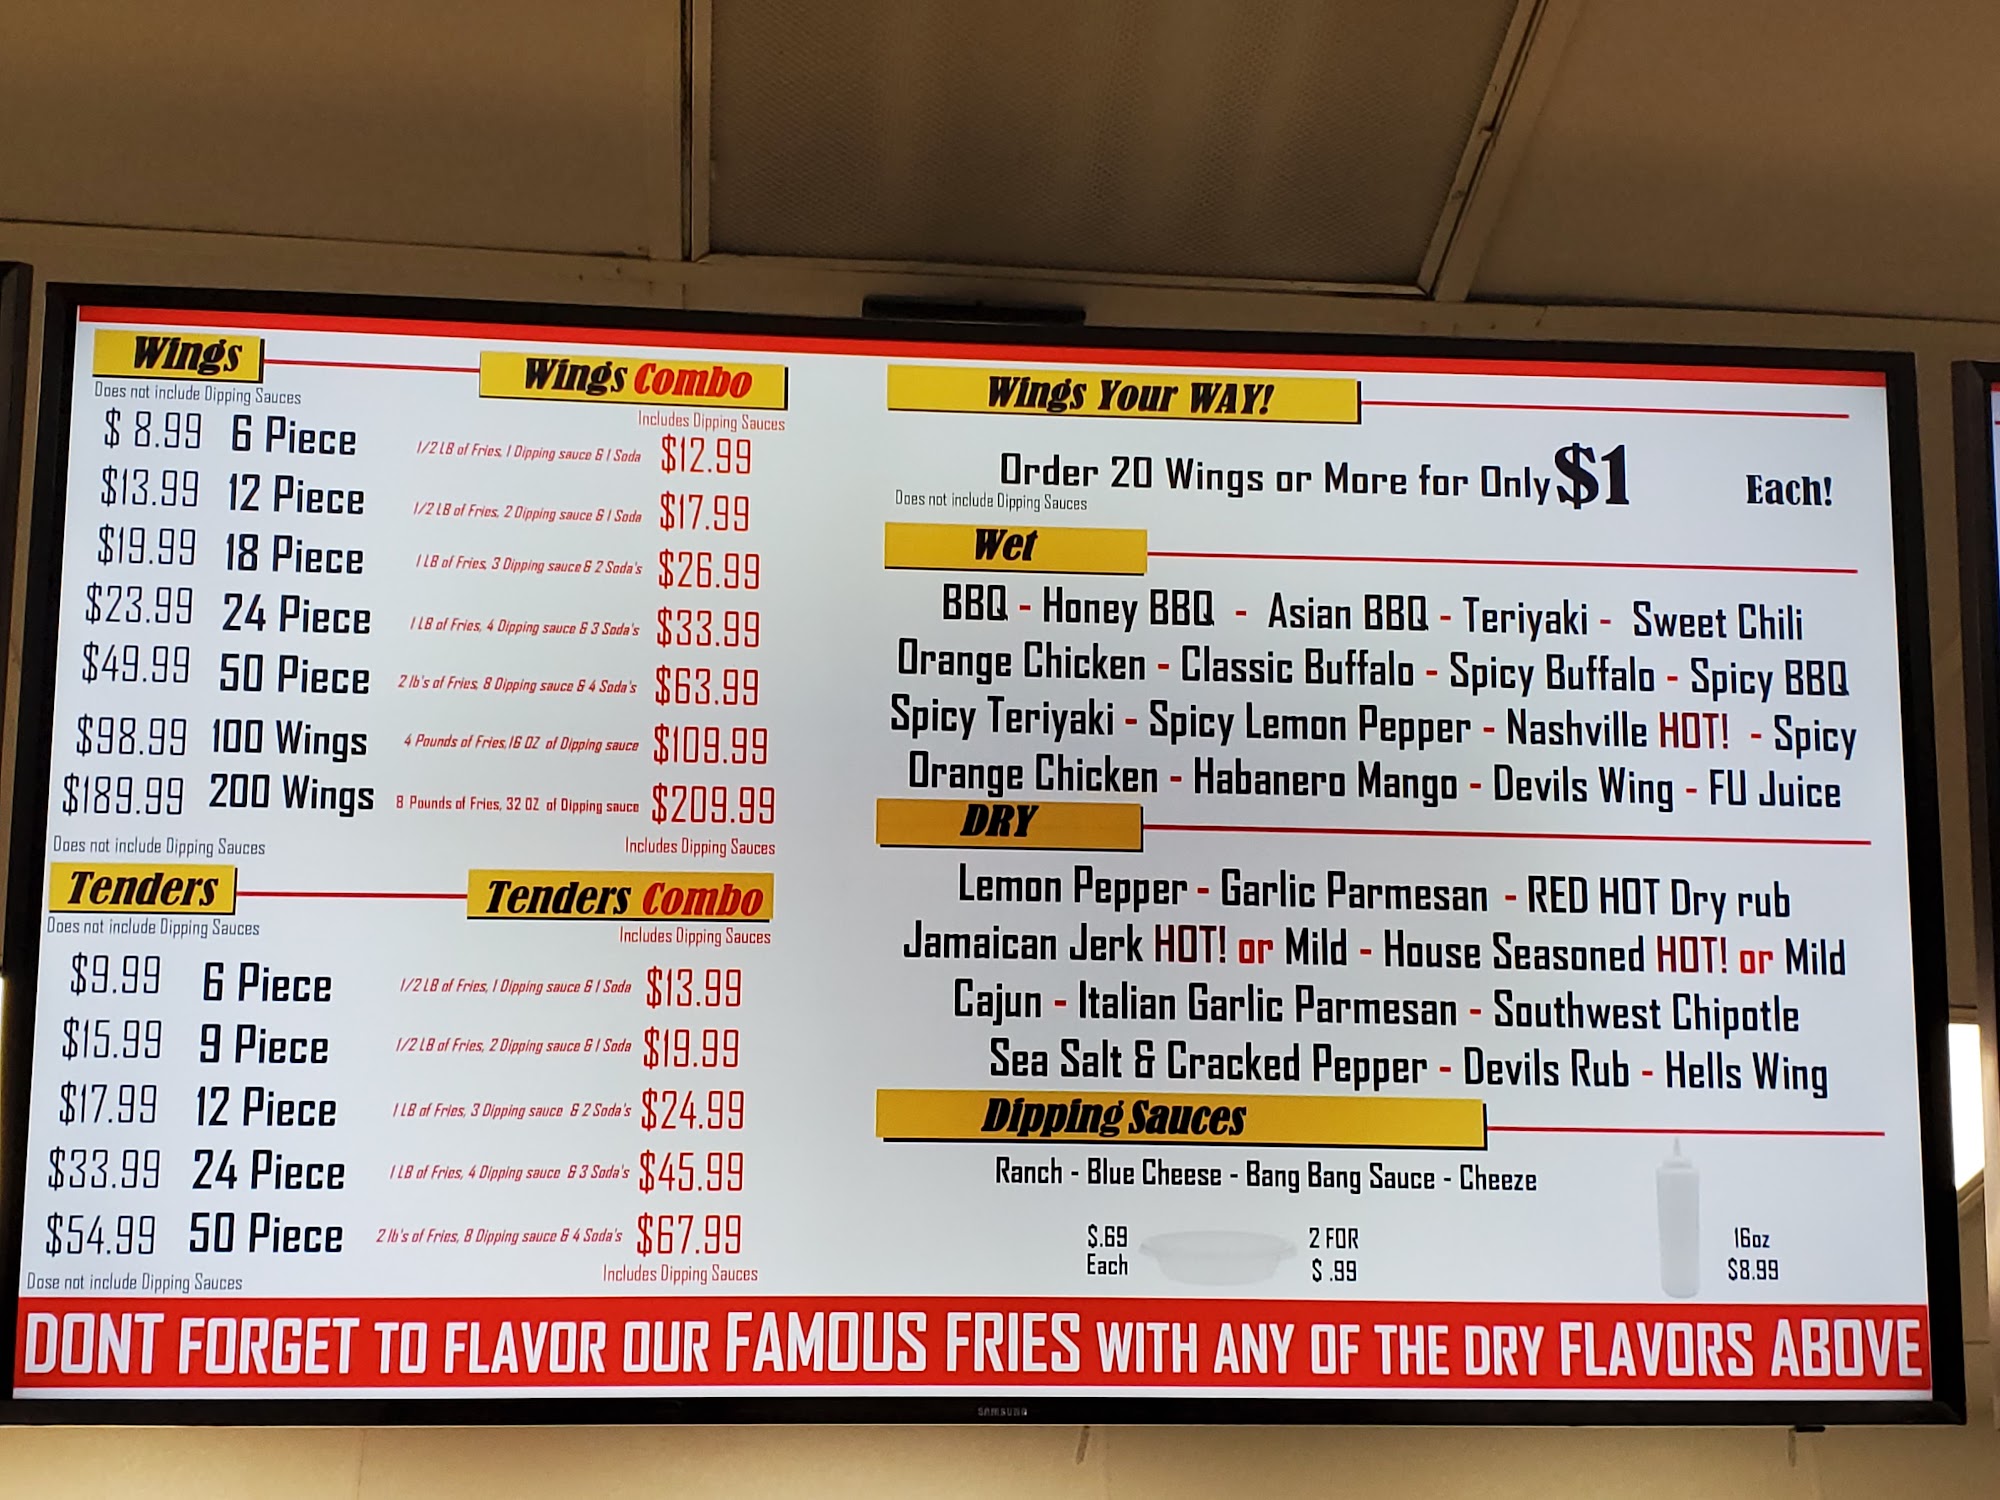 Wings
Does not include Dipping Sauces
$ 8.99 6 Piece
$13.99 12 Piece
$19.99 18 Piece
$23.99 24 Piece
$49.99 50 Piece
$98.99 100 Wings
$189.99 200 Wings
Does not include Dipping Sauces
Wings Combo
Includes Dipping Sauces
1/2 LB of Fries, 1 Dipping sauce & 1 Soda $12.99
1/2 LB of Fries, 2 Dipping sauce & 1 Soda $17.99
1 LB of Fries, 3 Dipping sauce & 2 Soda's $26.99
1 LB of Fries, 4 Dipping sauce & 3 Soda's $33.99
2 lb's of Fries, 8 Dipping sauce & 4 Soda's $63.99
4 Pounds of Fries, 16 OZ of Dipping sauce $109.99
8 Pounds of Fries, 32 OZ of Dipping sauce $209.99
Includes Dipping Sauces
Tenders
Does not include Dipping Sauces
$9.99 6 Piece
$15.99 9 Piece
$17.99 12 Piece
$33.99 24 Piece
$54.99 50 Piece
Dose not include Dipping Sauces
Tenders Combo
Includes Dipping Sauces
1/2 LB of Fries, 1 Dipping sauce & 1 Soda $13.99
1/2 LB of Fries, 2 Dipping sauce & 1 Soda $19.99
1 LB of Fries, 3 Dipping sauce & 2 Soda's $24.99
1 LB of Fries, 4 Dipping sauce & 3 Soda's $45.99
2 lb's of Fries, 8 Dipping sauce & 4 Soda's $67.99
Includes Dipping Sauces
Wings Your WAY!
Order 20 Wings or More for Only $1 Each!
Does not include Dipping Sauces
Wet
BBQ - Honey BBQ - Asian BBQ - Teriyaki - Sweet Chili
Orange Chicken - Classic Buffalo - Spicy Buffalo - Spicy BBQ
Spicy Teriyaki - Spicy Lemon Pepper - Nashville HOT! - Spicy
Orange Chicken - Habanero Mango - Devils Wing - FU Juice
DRY
Lemon Pepper - Garlic Parmesan - RED HOT Dry rub
Jamaican Jerk HOT! or Mild - House Seasoned HOT! or Mild
Cajun - Italian Garlic Parmesan - Southwest Chipotle
Sea Salt & Cracked Pepper - Devils Rub - Hells Wing
Dipping Sauces
Ranch - Blue Cheese - Bang Bang Sauce - Cheeze
$.69
Each
2 FOR
$ .99
16oz
$8.99
DONT FORGET TO FLAVOR OUR FAMOUS FRIES WITH ANY OF THE DRY FLAVORS ABOVE
SAMSUNG